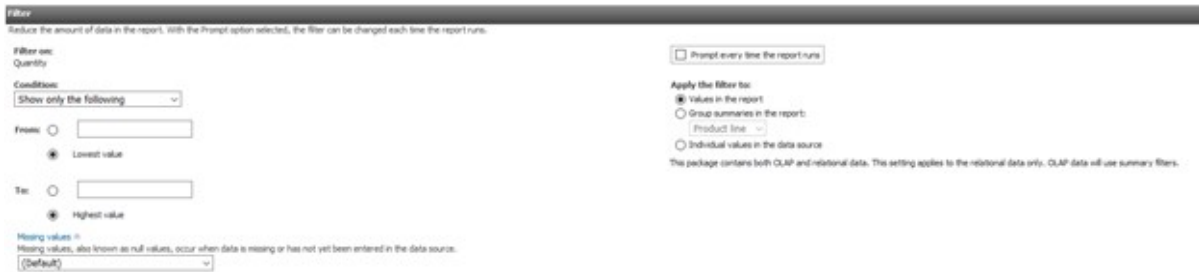 Filter
Reduce the amount of data in the report. With the Prompt option selected, the filter can be changed each time the report runs.
Filter on:
Quantity
Condition:
Show only the following
From:
Lowest value
To:
Highest value
Missing values
Missing values, also known as null values, occur when data is missing or has not yet been entered in the data source.
(Default)
Prompt every time the report runs
Apply the filter to:
Values in the report
Group summaries in the report:
Product line
Individual values in the data source
This package contains both OLAP and relational data. This setting applies to the relational data only. OLAP data will use summary filters.